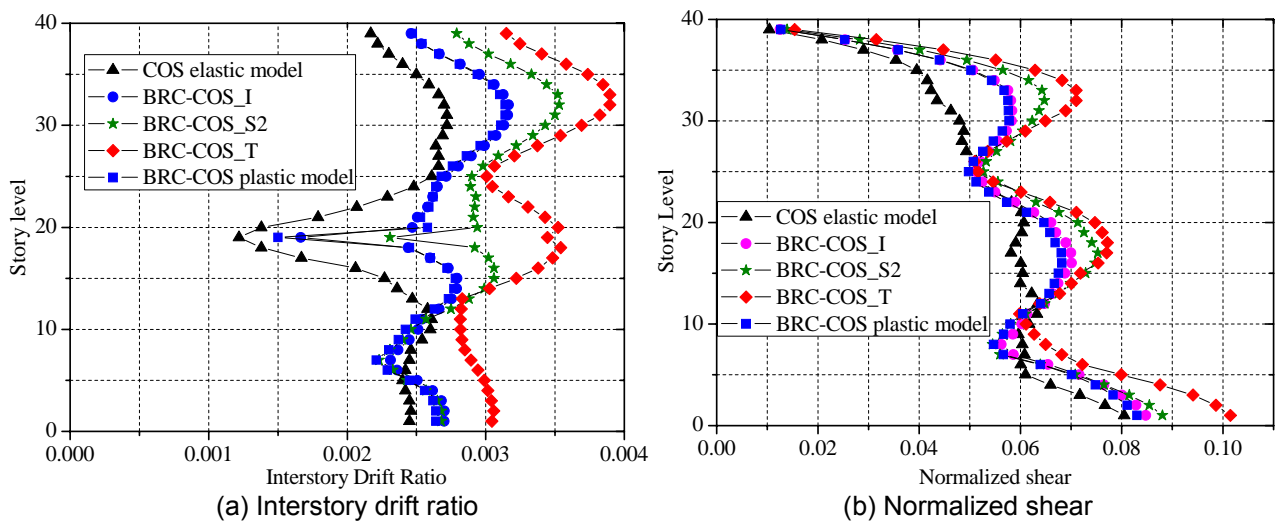 40
30
20
10
0
Story level
COS elastic model
BRC-COS_I
BRC-COS_S2
BRC-COS_T
BRC-COS plastic model
0.000
0.001
0.002
0.003
0.004
Interstory Drift Ratio
(a) Interstory drift ratio
40
30
20
10
0
Story Level
COS elastic model
BRC-COS_I
BRC-COS_S2
BRC-COS_T
BRC-COS plastic model
0.00
0.02
0.04
0.06
0.08
0.10
Normalized shear
(b) Normalized shear